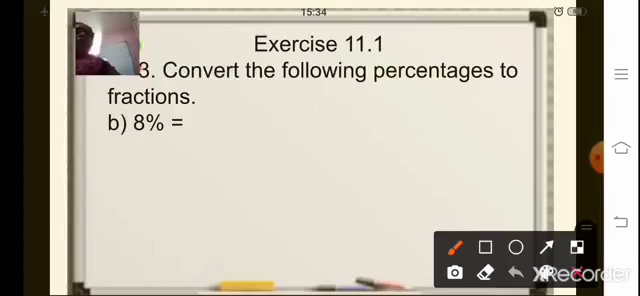 15:34
Exercise 11.1
3. Convert the following percentages to
fractions.
b) 8% =
XRecorder